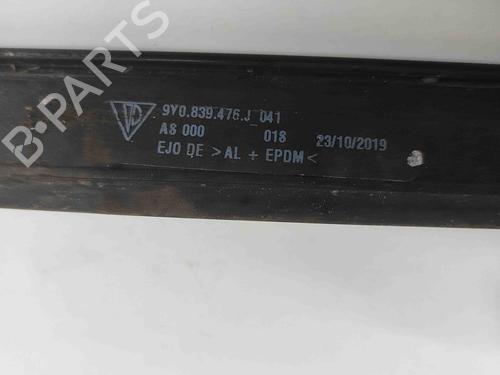 B-PARTS
9Y0.839.476.J 041
A8 000 018 23/10/2019
EJO DE >AL + EPDM<